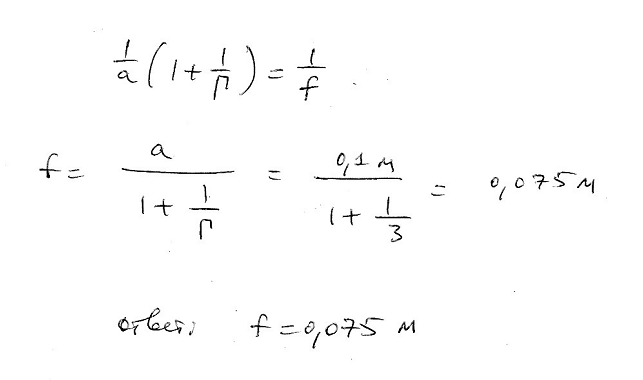 1/a (1 + 1/Г) = 1/f .
f = a / (1 + 1/Г) = 0,1 м / (1 + 1/3) = 0,075 м
ответ: f = 0,075 м